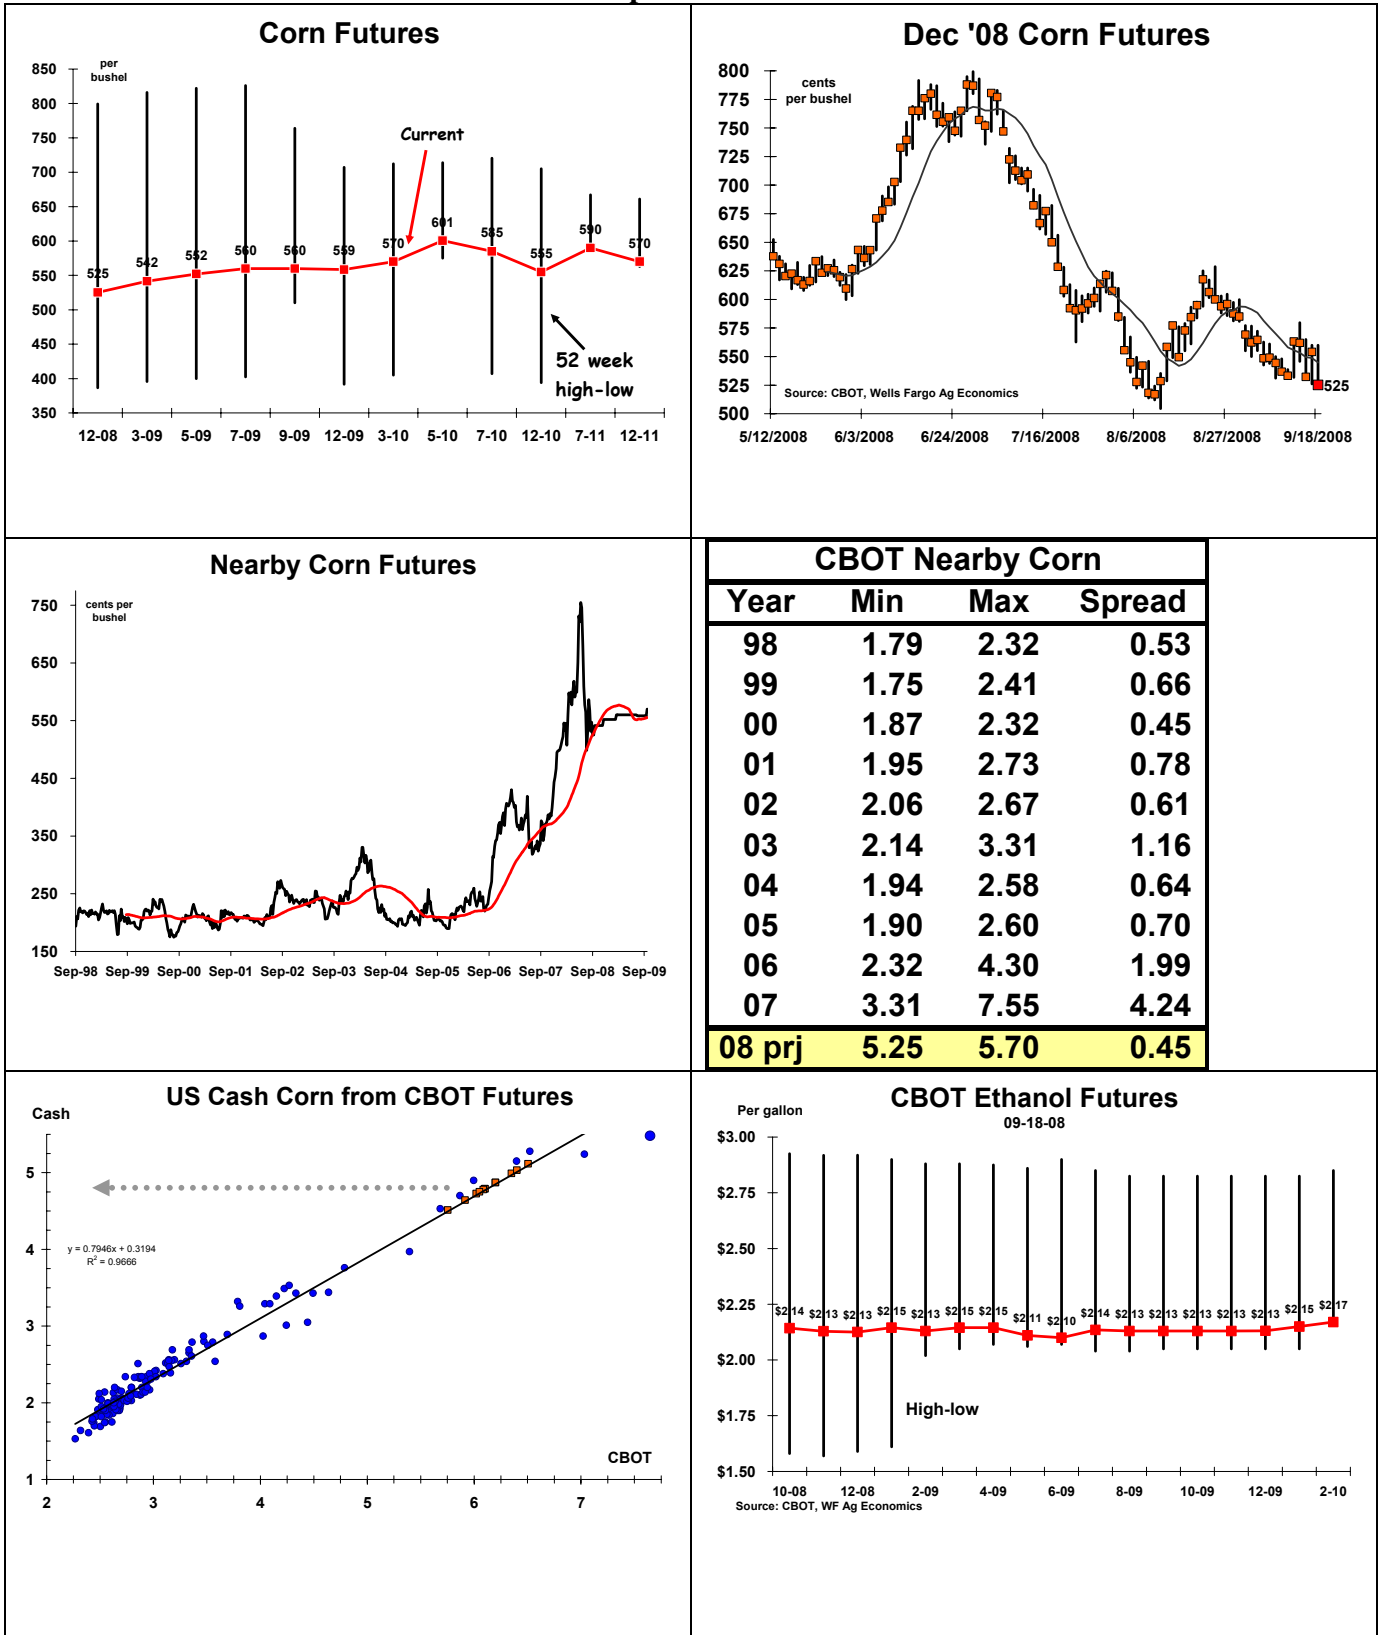 Corn Futures
per
bushel
850
800
750
700
650
600
550
500
450
400
350
Current
525 542 552 560 560 559 570 601 585 555 590 570
52 week
high-low
12-08 3-09 5-09 7-09 9-09 12-09 3-10 5-10 7-10 12-10 7-11 12-11
Dec '08 Corn Futures
cents
per bushel
800
775
750
725
700
675
650
625
600
575
550
525
500
525
Source: CBOT, Wells Fargo Ag Economics
5/12/2008 6/3/2008 6/24/2008 7/16/2008 8/6/2008 8/27/2008 9/18/2008
Nearby Corn Futures
cents per
bushel
750
650
550
450
350
250
150
Sep-98 Sep-99 Sep-00 Sep-01 Sep-02 Sep-03 Sep-04 Sep-05 Sep-06 Sep-07 Sep-08 Sep-09
CBOT Nearby Corn
Year Min Max Spread
98 1.79 2.32 0.53
99 1.75 2.41 0.66
00 1.87 2.32 0.45
01 1.95 2.73 0.78
02 2.06 2.67 0.61
03 2.14 3.31 1.16
04 1.94 2.58 0.64
05 1.90 2.60 0.70
06 2.32 4.30 1.99
07 3.31 7.55 4.24
08 prj 5.25 5.70 0.45
US Cash Corn from CBOT Futures
Cash
5
4
3
2
1
y = 0.7946x + 0.3194
R² = 0.9666
CBOT
2 3 4 5 6 7
CBOT Ethanol Futures
09-18-08
Per gallon
$3.00
$2.75
$2.50
$2.25
$2.00
$1.75
$1.50
$2.14 $2.13 $2.13 $2.15 $2.13 $2.15 $2.15 $2.11 $2.10 $2.14 $2.13 $2.13 $2.13 $2.13 $2.13 $2.15 $2.17
High-low
10-08 12-08 2-09 4-09 6-09 8-09 10-09 12-09 2-10
Source: CBOT, WF Ag Economics